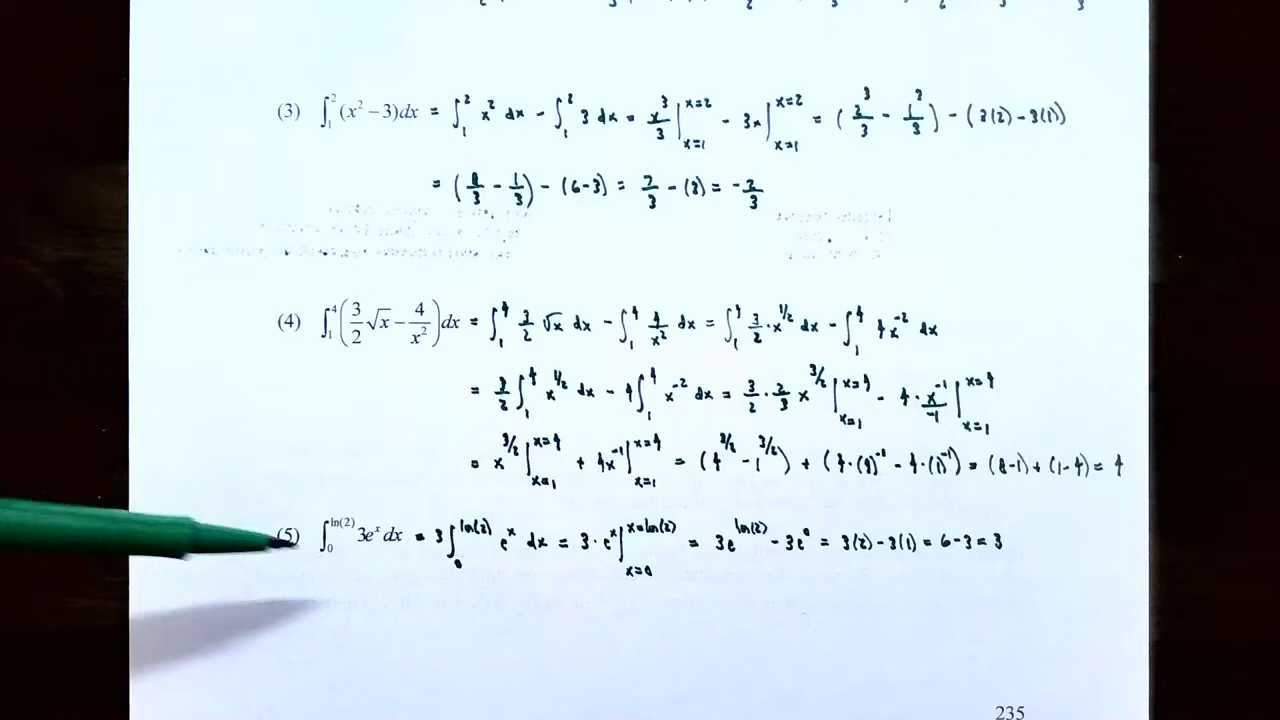 (3) ∫₁² (x² − 3)dx = ∫₁² x² dx − ∫₁² 3 dx = x³/3 |ₓ₌₁ˣ⁼² − 3x |ₓ₌₁ˣ⁼² = (2³/3 − 1³/3) − (3(2) − 3(1))
= (8/3 − 1/3) − (6−3) = 7/3 − (3) = −2/3
(4) ∫₁⁴ (3/2 √x − 4/x²) dx = ∫₁⁴ 3/2 √x dx − ∫₁⁴ 4/x² dx = ∫₁⁴ 3/2 · x^(1/2) dx − ∫₁⁴ 4x⁻² dx
= 3/2 ∫₁⁴ x^(1/2) dx − 4 ∫₁⁴ x⁻² dx = 3/2 · 2/3 x^(3/2) |ₓ₌₁ˣ⁼⁴ − 4 · x⁻¹/−1 |ₓ₌₁ˣ⁼⁴
= x^(3/2) |ₓ₌₁ˣ⁼⁴ + 4x⁻¹ |ₓ₌₁ˣ⁼⁴ = (4^(3/2) − 1^(3/2)) + (4·(4)⁻¹ − 4·(1)⁻¹) = (8−1) + (1−4) = 4
(5) ∫₀^ln(2) 3eˣ dx = 3 ∫₀^ln(2) eˣ dx = 3 · eˣ |ₓ₌₀^(x=ln(2)) = 3e^ln(2) − 3e⁰ = 3(2) − 3(1) = 6−3 = 3
235